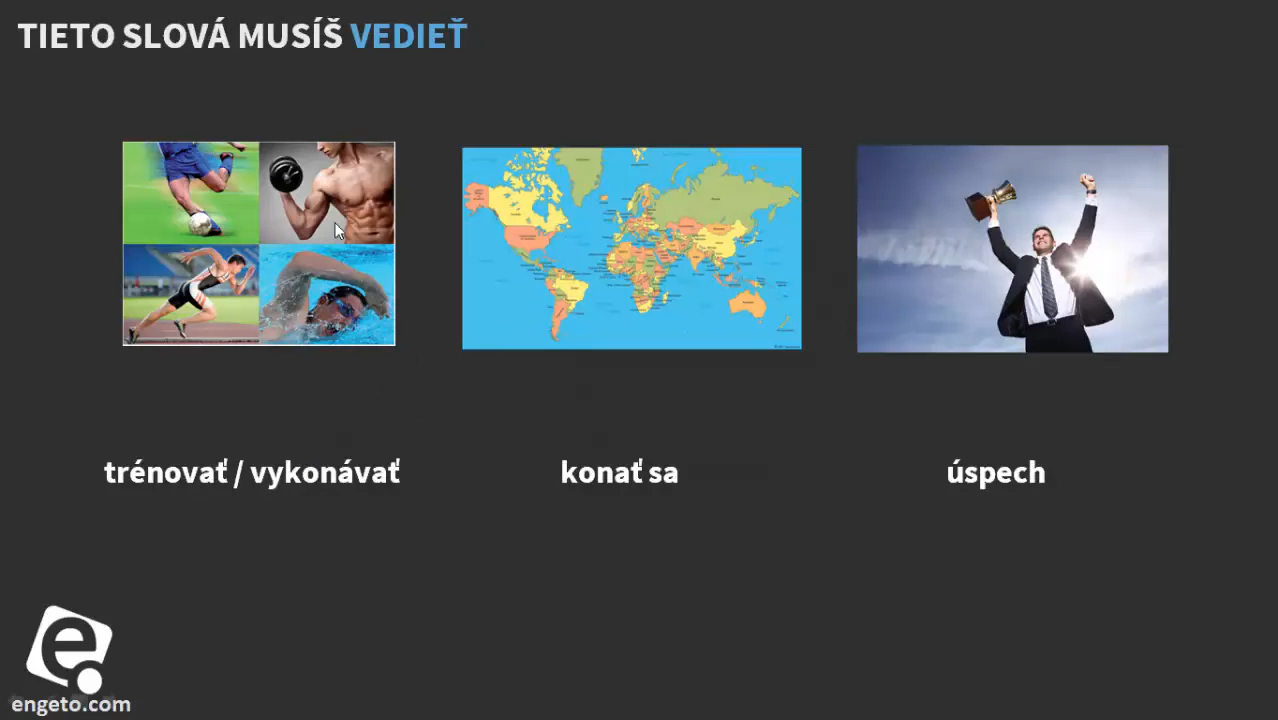 TIETO SLOVÁ MUSÍŠ VEDIEŤ
trénovať / vykonávať
konať sa
úspech
e
engeto.com